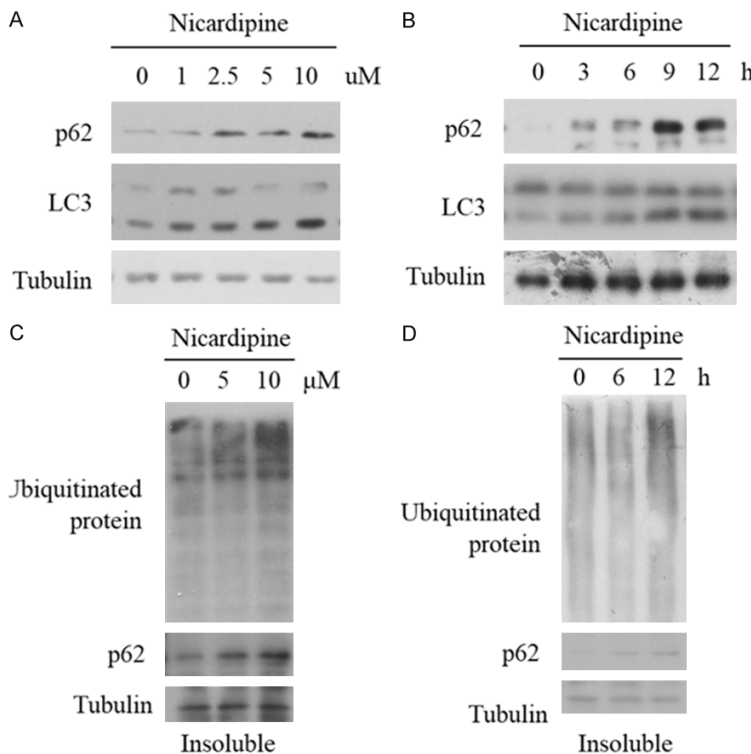 A
Nicardipine
0 1 2.5 5 10 uM
p62
LC3
Tubulin
B
Nicardipine
0 3 6 9 12 h
p62
LC3
Tubulin
C
Nicardipine
0 5 10 µM
Jbiquitinated
protein
p62
Tubulin
Insoluble
D
Nicardipine
0 6 12 h
Ubiquitinated
protein
p62
Tubulin
Insoluble